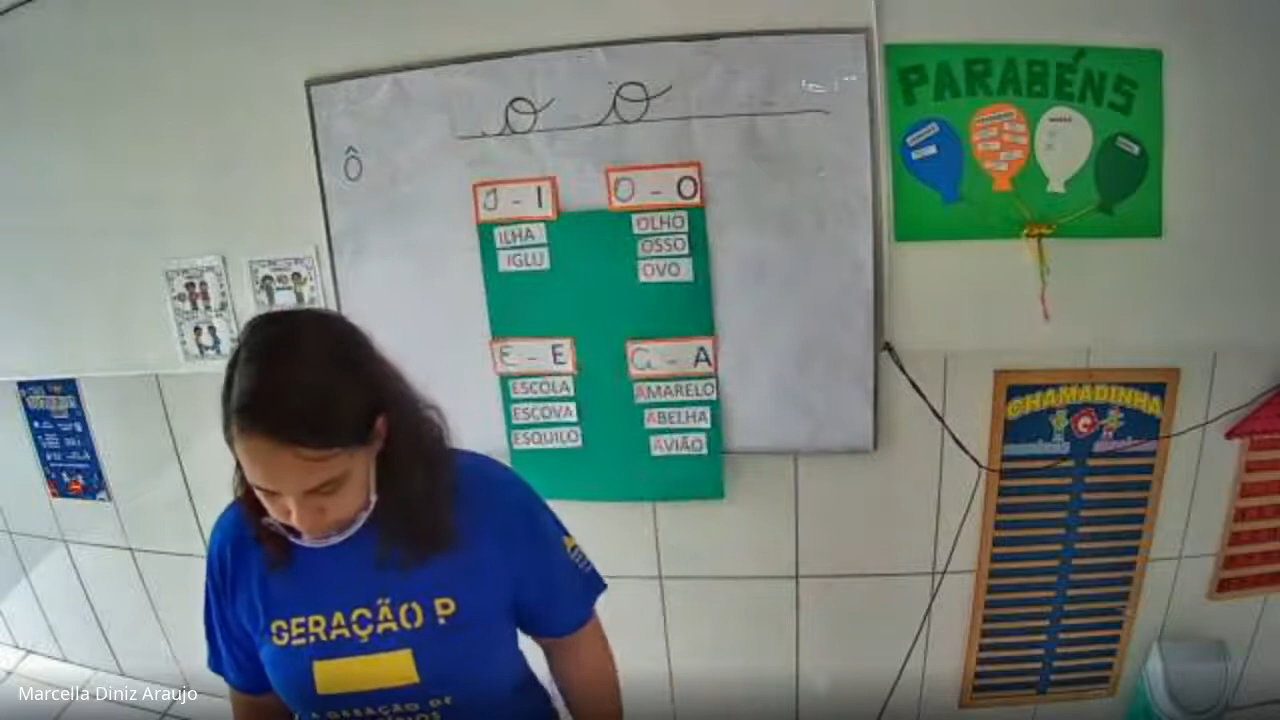 o o
Ô
I - I
ILHA
IGLU
O - O
OLHO
OSSO
OVO
E - E
ESCOLA
ESCOVA
ESQUILO
A - A
AMARELO
ABELHA
AVIÃO
PARABÉNS
CHAMADINHA
GERAÇÃO P
Marcella Diniz Araujo